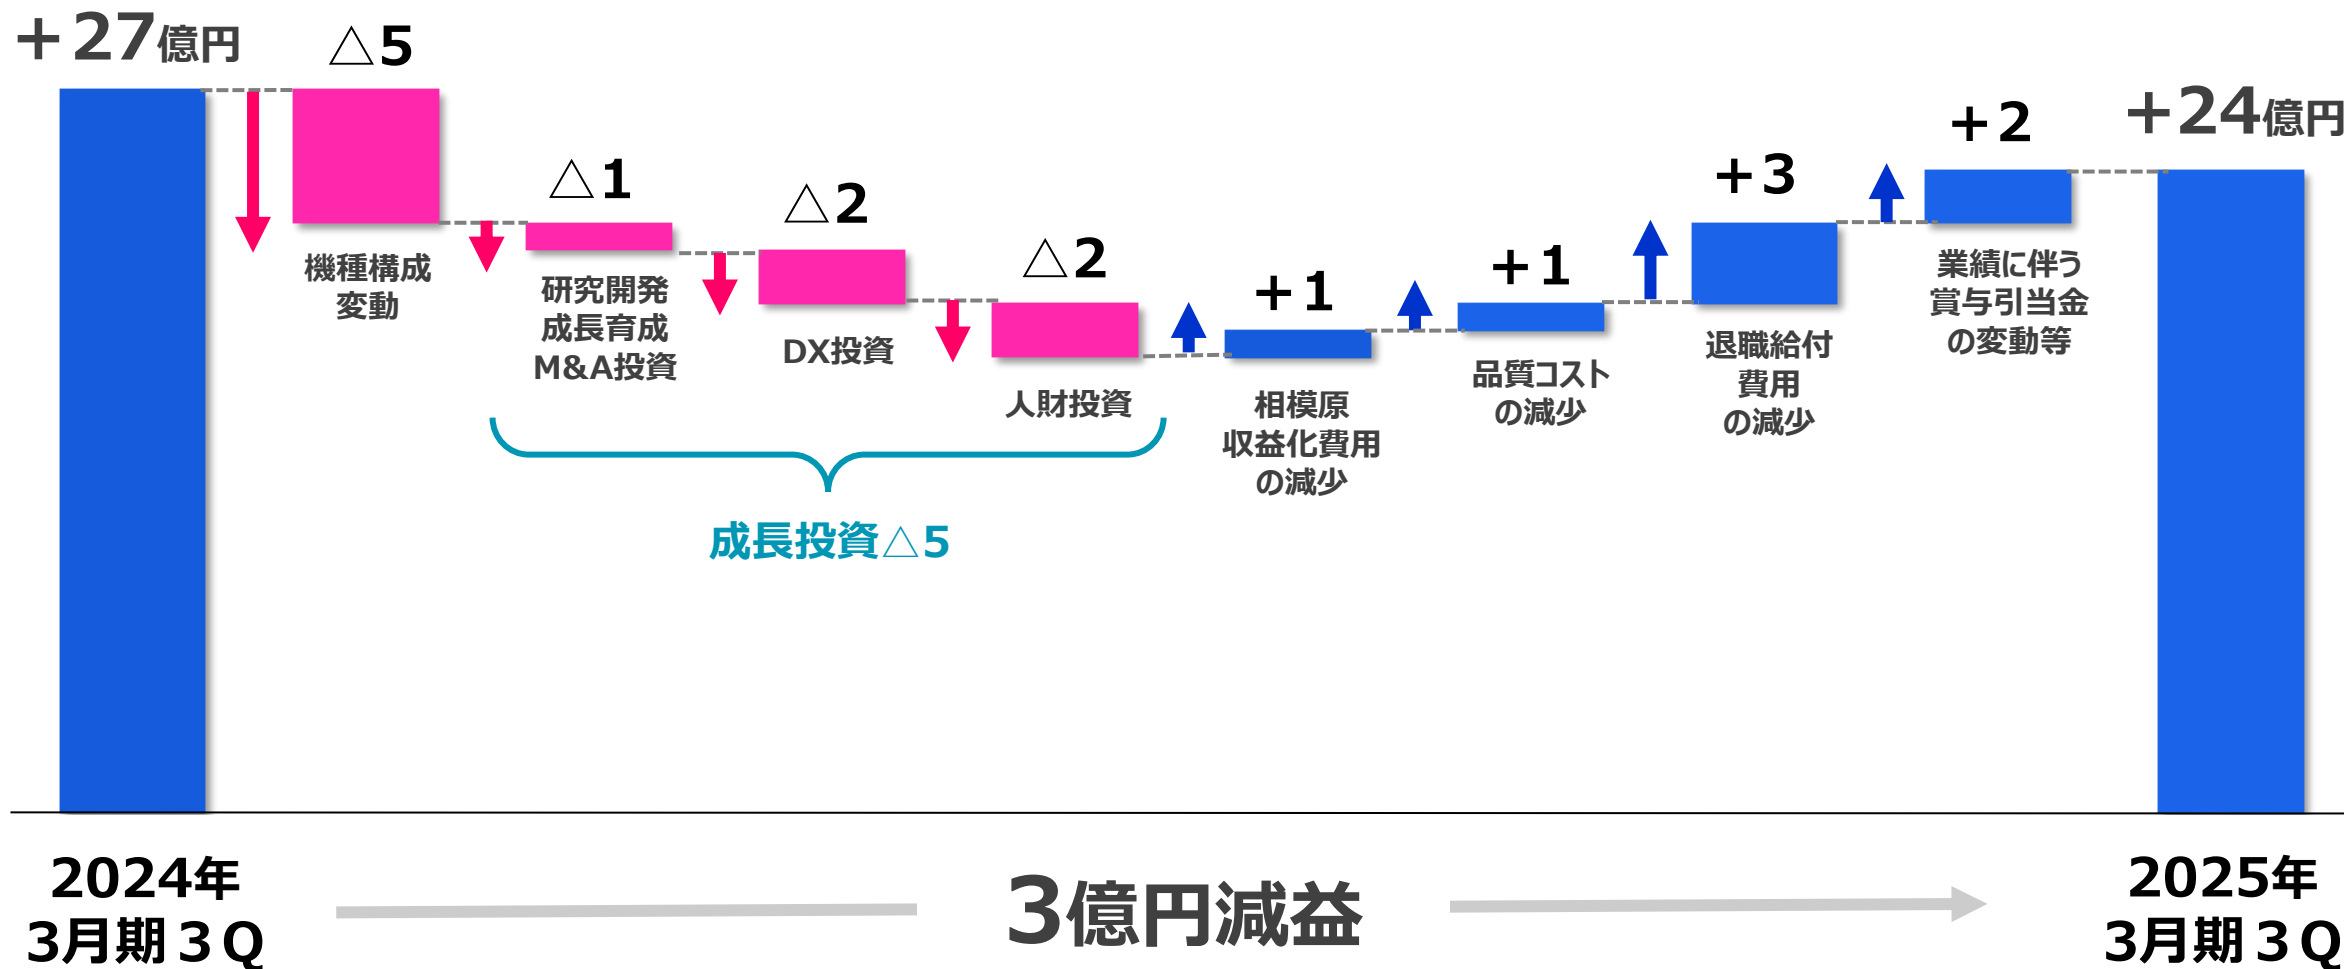 +27億円
△5
機種構成
変動
△1
研究開発
成長育成
M&A投資
△2
DX投資
△2
人財投資
成長投資△5
+1
相模原
収益化費用
の減少
+1
品質コスト
の減少
+3
退職給付
費用
の減少
+2
業績に伴う
賞与引当金
の変動等
+24億円
2024年
3月期３Q
3億円減益
2025年
3月期３Q